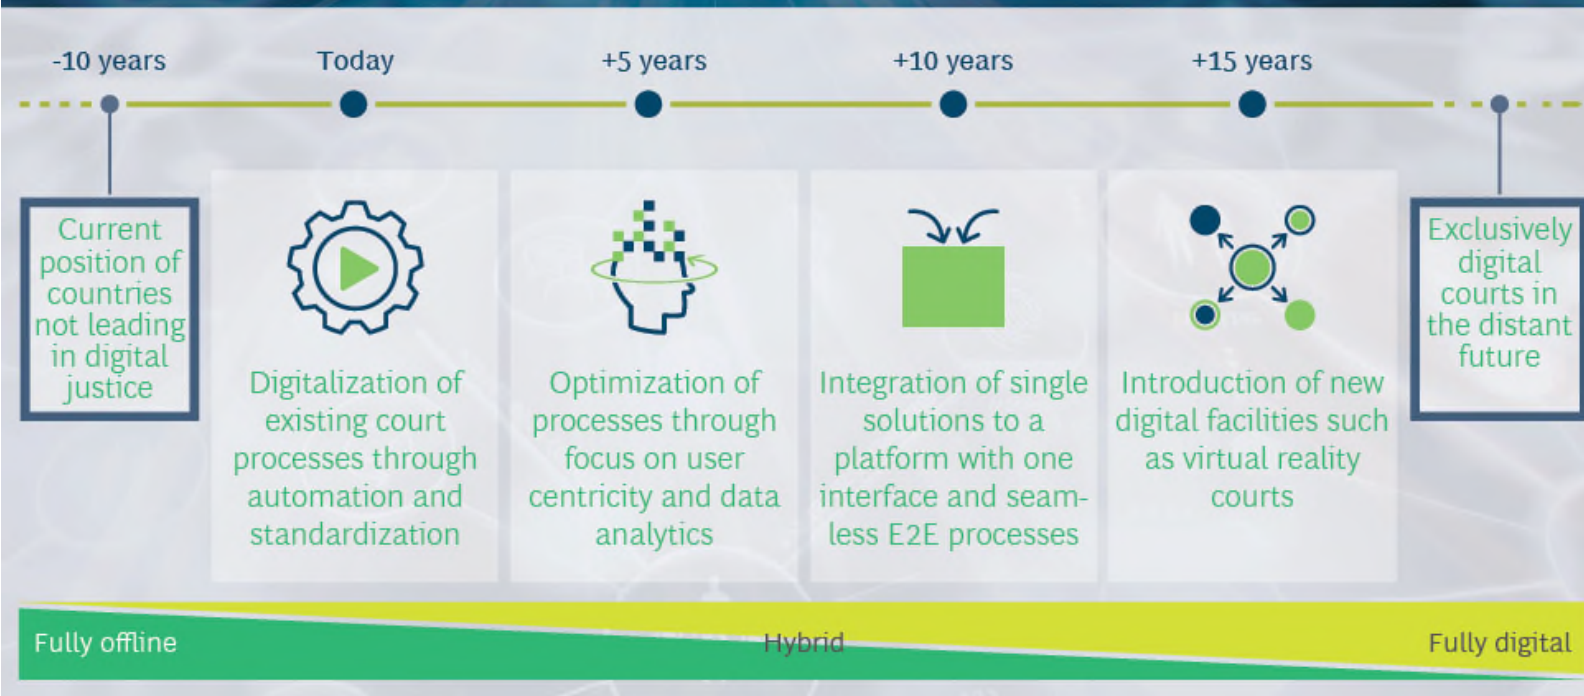 -10 years
Today
+5 years
+10 years
+15 years
Current
position of
countries
not leading
in digital
justice
Digitalization of
existing court
processes through
automation and
standardization
Optimization of
processes through
focus on user
centricity and data
analytics
Integration of single
solutions to a
platform with one
interface and seam-
less E2E processes
Introduction of new
digital facilities such
as virtual reality
courts
Exclusively
digital
courts in
the distant
future
Fully offline
Hybrid
Fully digital